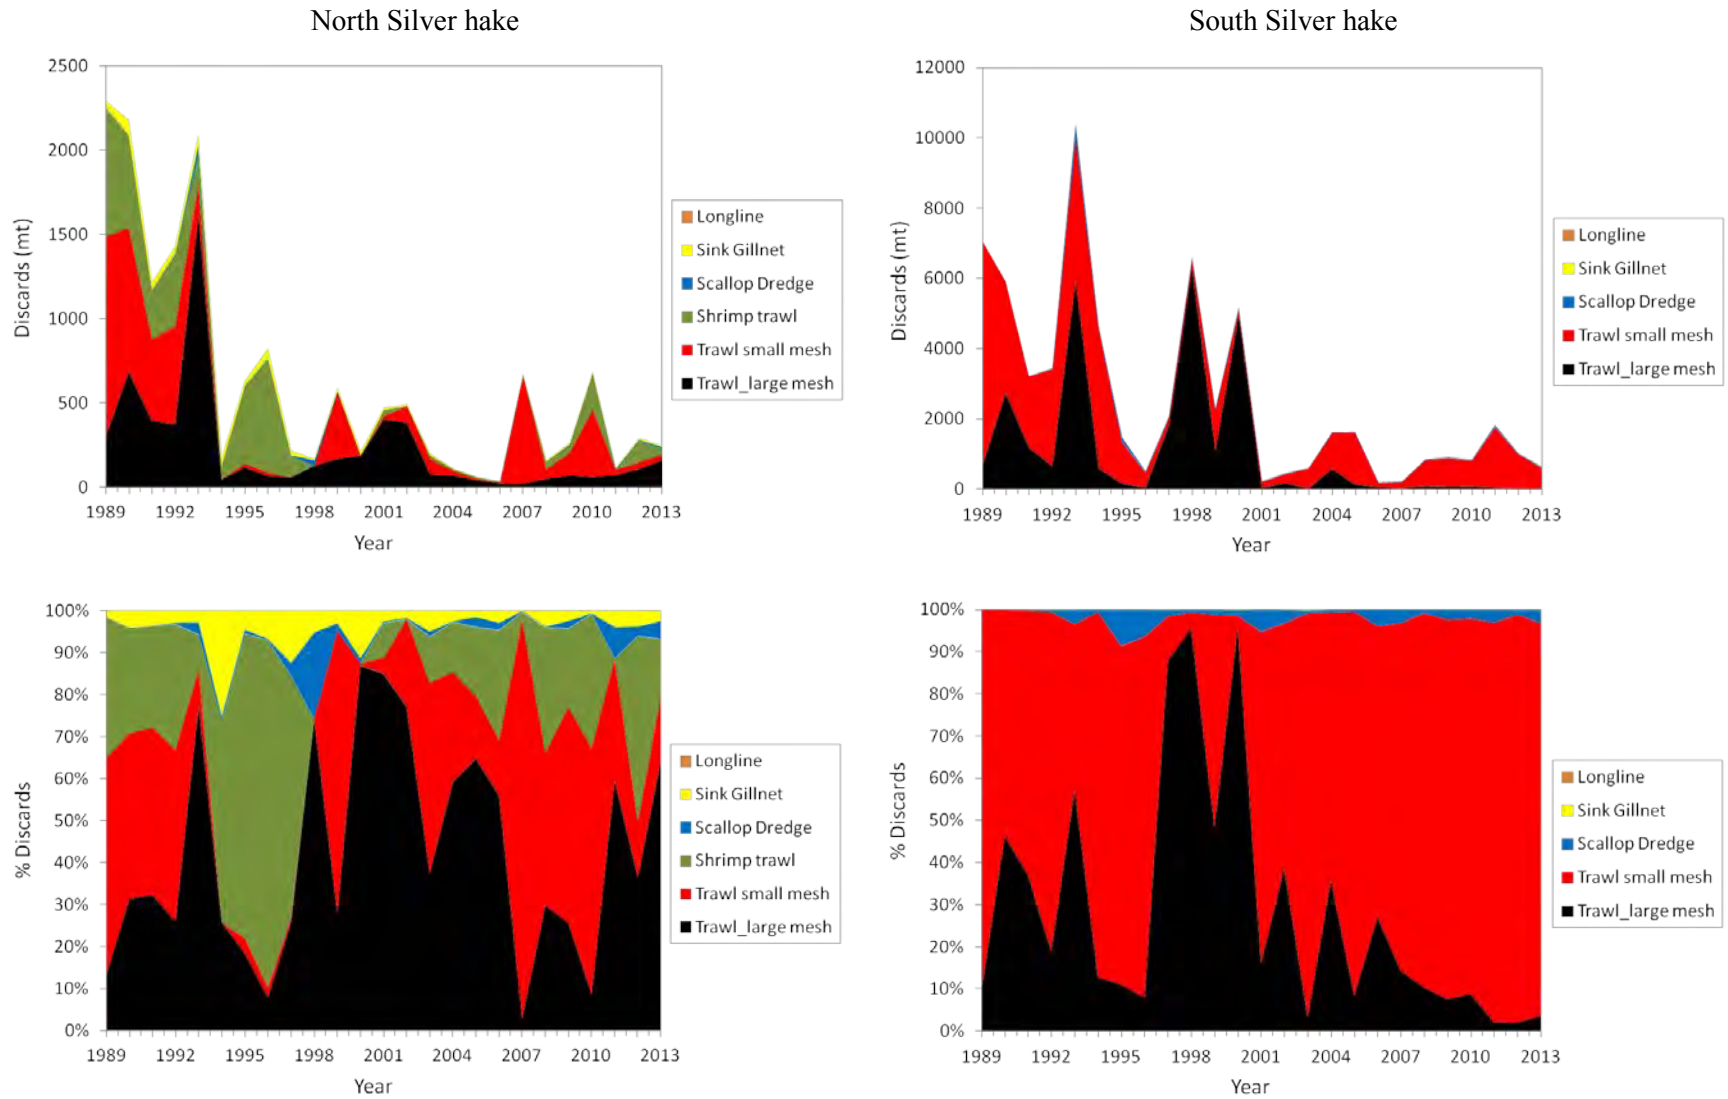 North Silver hake
South Silver hake
2500
2000
1500
1000
500
0
Discards (mt)
1989 1992 1995 1998 2001 2004 2007 2010 2013
Year
Longline
Sink Gillnet
Scallop Dredge
Shrimp trawl
Trawl small mesh
Trawl_large mesh
12000
10000
8000
6000
4000
2000
0
Discards (mt)
1989 1992 1995 1998 2001 2004 2007 2010 2013
Year
Longline
Sink Gillnet
Scallop Dredge
Trawl small mesh
Trawl_large mesh
100%
90%
80%
70%
60%
50%
40%
30%
20%
10%
0%
% Discards
1989 1992 1995 1998 2001 2004 2007 2010 2013
Year
Longline
Sink Gillnet
Scallop Dredge
Shrimp trawl
Trawl small mesh
Trawl_large mesh
100%
90%
80%
70%
60%
50%
40%
30%
20%
10%
0%
% Discards
1989 1992 1995 1998 2001 2004 2007 2010 2013
Year
Longline
Sink Gillnet
Scallop Dredge
Trawl small mesh
Trawl_large mesh